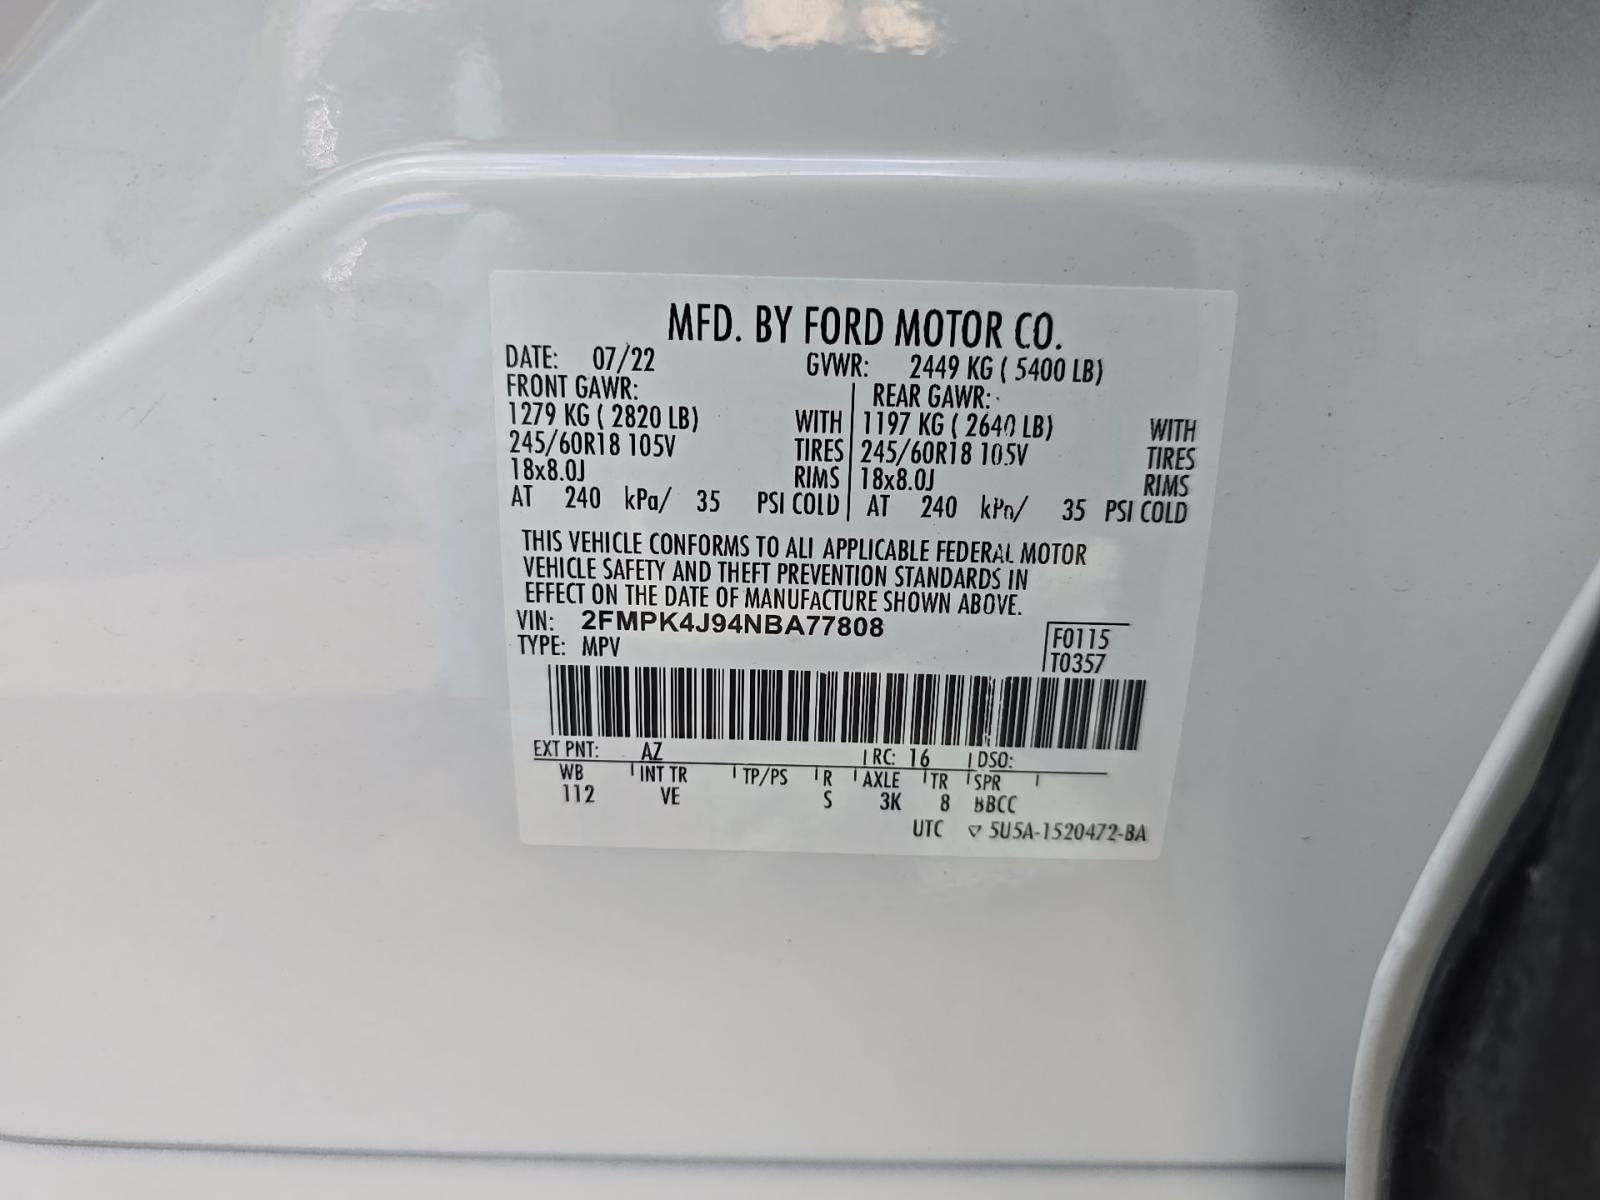 MFD. BY FORD MOTOR CO.
DATE: 07/22 GVWR: 2449 KG ( 5400 LB)
FRONT GAWR: REAR GAWR:
1279 KG ( 2820 LB) WITH 1197 KG ( 2640 LB) WITH
245/60R18 105V TIRES 245/60R18 105V TIRES
18x8.0J RIMS 18x8.0J RIMS
AT 240 kPa/ 35 PSI COLD AT 240 kPa/ 35 PSI COLD
THIS VEHICLE CONFORMS TO ALL APPLICABLE FEDERAL MOTOR
VEHICLE SAFETY AND THEFT PREVENTION STANDARDS IN
EFFECT ON THE DATE OF MANUFACTURE SHOWN ABOVE.
VIN: 2FMPK4J94NBA77808
TYPE: MPV
F0115
T0357
EXT PNT: AZ RC: 16 DSO:
WB INT TR TP/PS R AXLE TR SPR
112 VE S 3K 8 BBCC
UTC ▽ 5U5A-1520472-BA